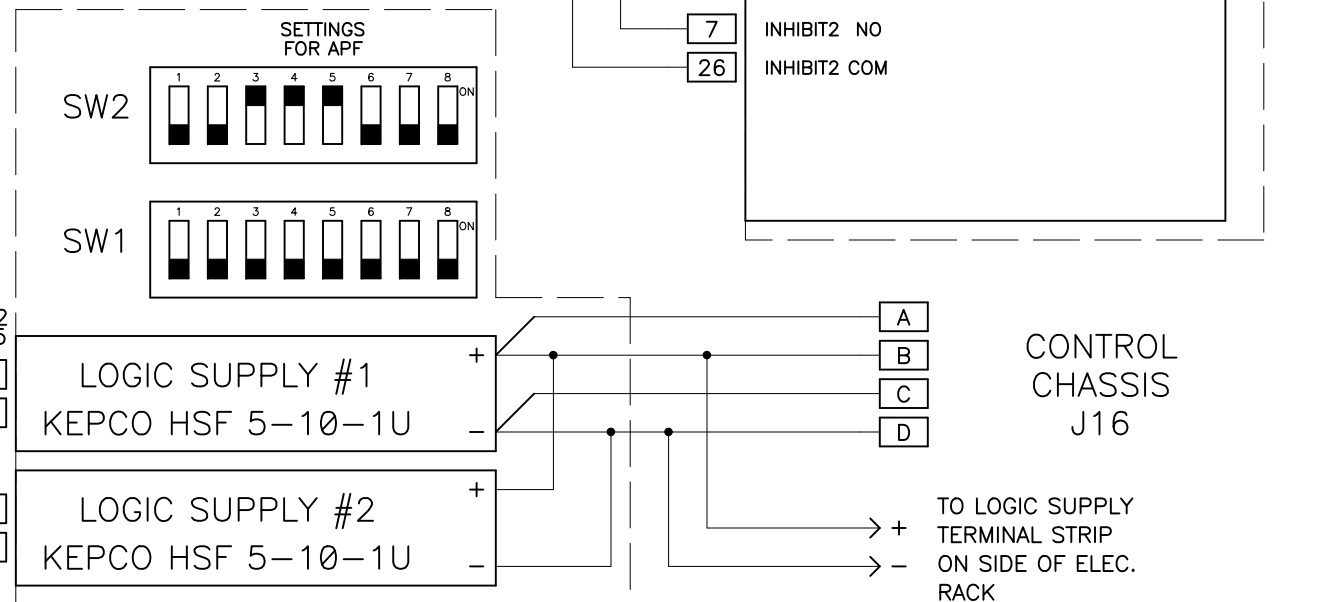 SETTINGS
FOR APF
SW2
1 2 3 4 5 6 7 8
ON
SW1
1 2 3 4 5 6 7 8
ON
7 INHIBIT2 NO
26 INHIBIT2 COM
LOGIC SUPPLY #1
KEPCO HSF 5-10-1U
+
-
LOGIC SUPPLY #2
KEPCO HSF 5-10-1U
+
-
A
B
C
D
CONTROL
CHASSIS
J16
+
-
TO LOGIC SUPPLY
TERMINAL STRIP
ON SIDE OF ELEC.
RACK